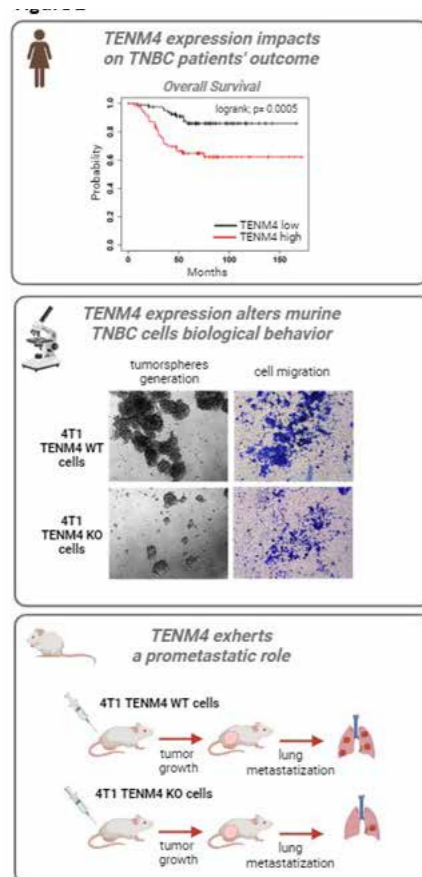 TENM4 expression impacts
on TNBC patients' outcome
Overall Survival
logrank; p= 0.0005
1.0
0.8
0.6
0.4
0.2
0.0
Probability
TENM4 low
TENM4 high
0 50 100 150
Months
TENM4 expression alters murine
TNBC cells biological behavior
tumorspheres
generation
cell migration
4T1
TENM4 WT
cells
4T1
TENM4 KO
cells
TENM4 exherts
a prometastatic role
4T1 TENM4 WT cells
tumor
growth
lung
metastatization
4T1 TENM4 KO cells
tumor
growth
lung
metastatization